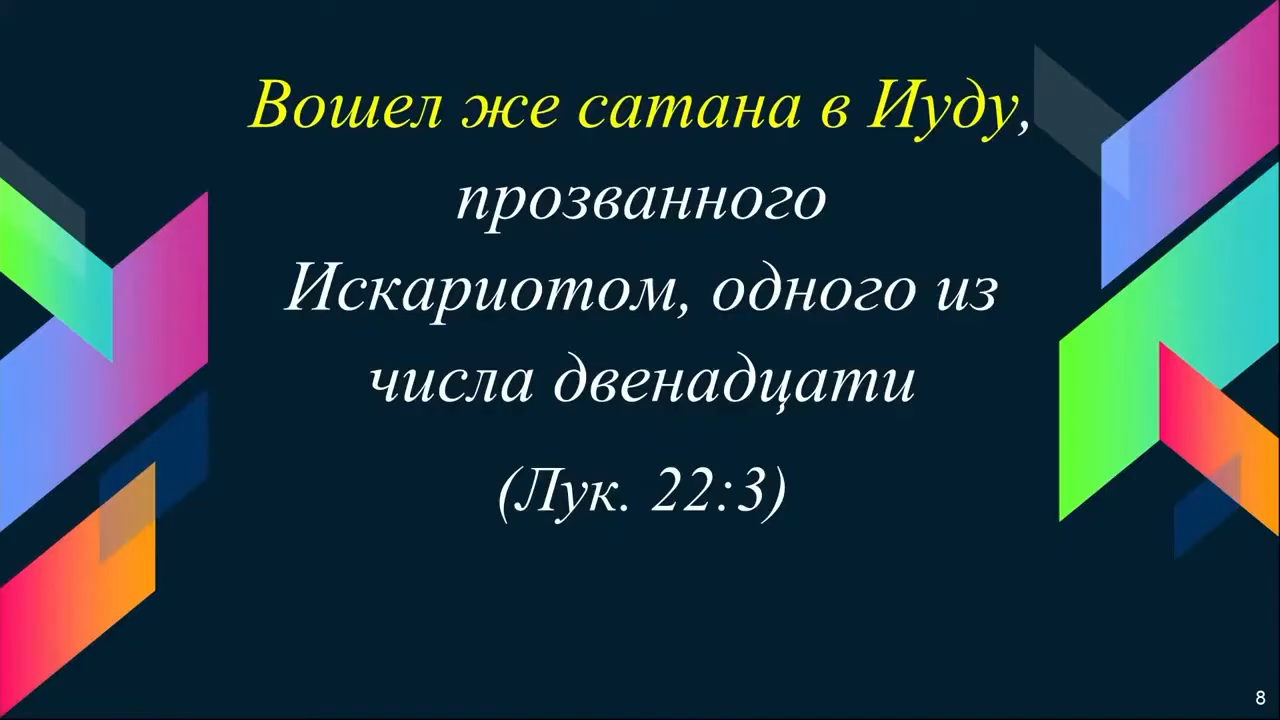 Вошел же сатана в Иуду,
прозванного
Искариотом, одного из
числа двенадцати
(Лук. 22:3)
8